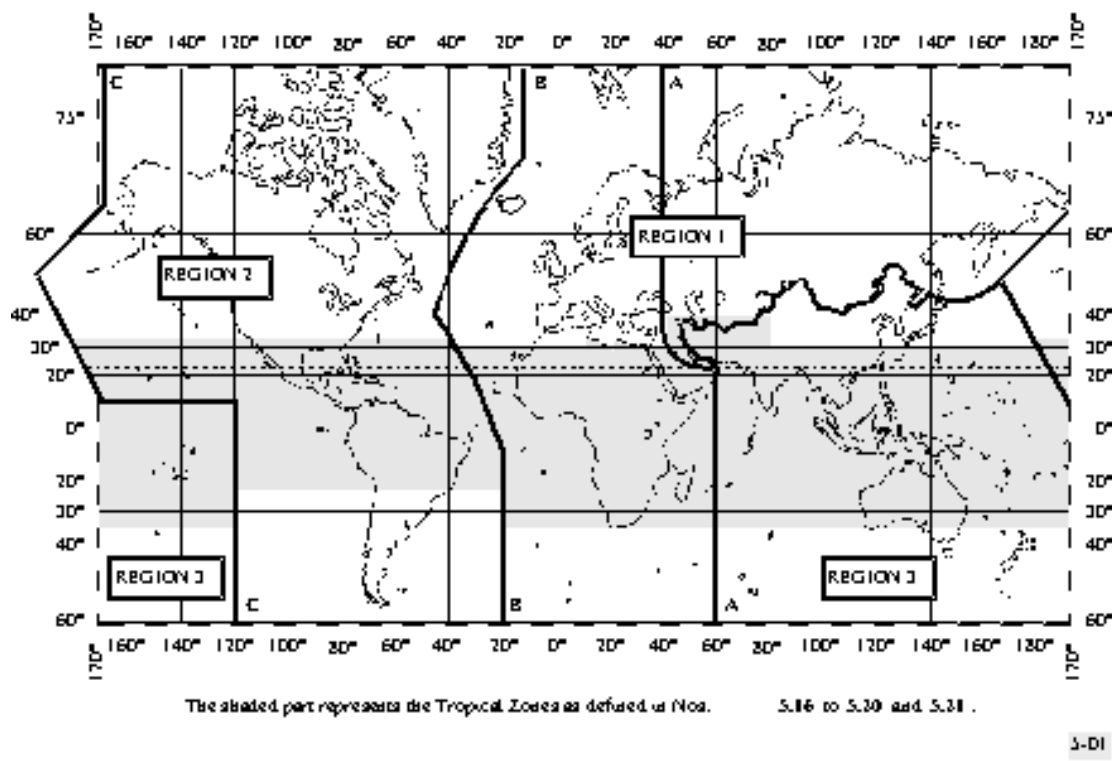 170° 160° 140° 120° 100° 80° 60° 40° 20° 0° 20° 40° 60° 80° 100° 120° 140° 160° 180° 170°
C B A
75° 75°
60° REGION 1 60°
REGION 2
40° 40°
30° 30°
20° 20°
0° 0°
20° 20°
30° 30°
40° 40°
REGION 3 REGION 3
C B A
60° 60°
170° 160° 140° 120° 100° 80° 60° 40° 20° 0° 20° 40° 60° 80° 100° 120° 140° 160° 180° 170°
The shaded part represents the Tropical Zones as defined in Nos. 5.16 to 5.20 and 5.21 .
5-01